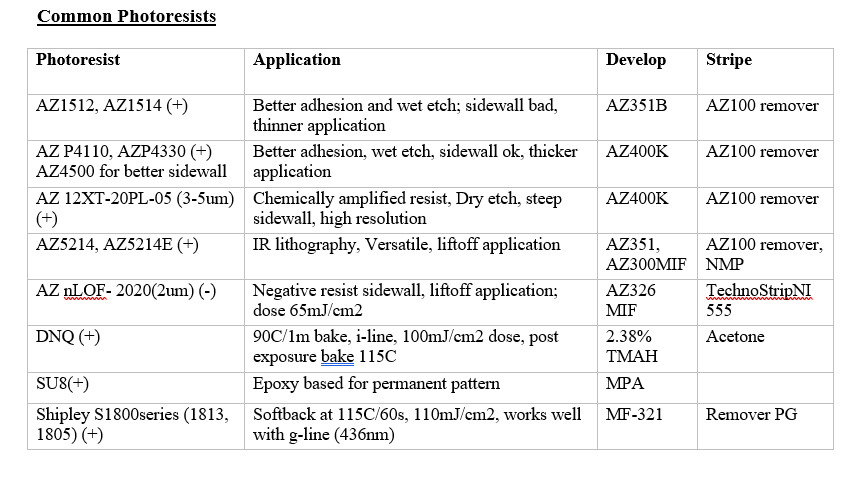 Common Photoresists
Photoresist Application Develop Stripe
AZ1512, AZ1514 (+) Better adhesion and wet etch; sidewall bad, AZ351B AZ100 remover
thinner application
AZ P4110, AZP4330 (+) Better adhesion, wet etch, sidewall ok, thicker AZ400K AZ100 remover
AZ4500 for better sidewall application
AZ 12XT-20PL-05 (3-5um) Chemically amplified resist, Dry etch, steep AZ400K AZ100 remover
(+) sidewall, high resolution
AZ5214, AZ5214E (+) IR lithography, Versatile, liftoff application AZ351, AZ100 remover,
AZ300MIF NMP
AZ nLOF- 2020(2um) (-) Negative resist sidewall, liftoff application; AZ326 TechnoStripNI
dose 65mJ/cm2 MIF 555
DNQ (+) 90C/1m bake, i-line, 100mJ/cm2 dose, post 2.38% Acetone
exposure bake 115C TMAH
SU8(+) Epoxy based for permanent pattern MPA
Shipley S1800series (1813, Softback at 115C/60s, 110mJ/cm2, works well MF-321 Remover PG
1805) (+) with g-line (436nm)